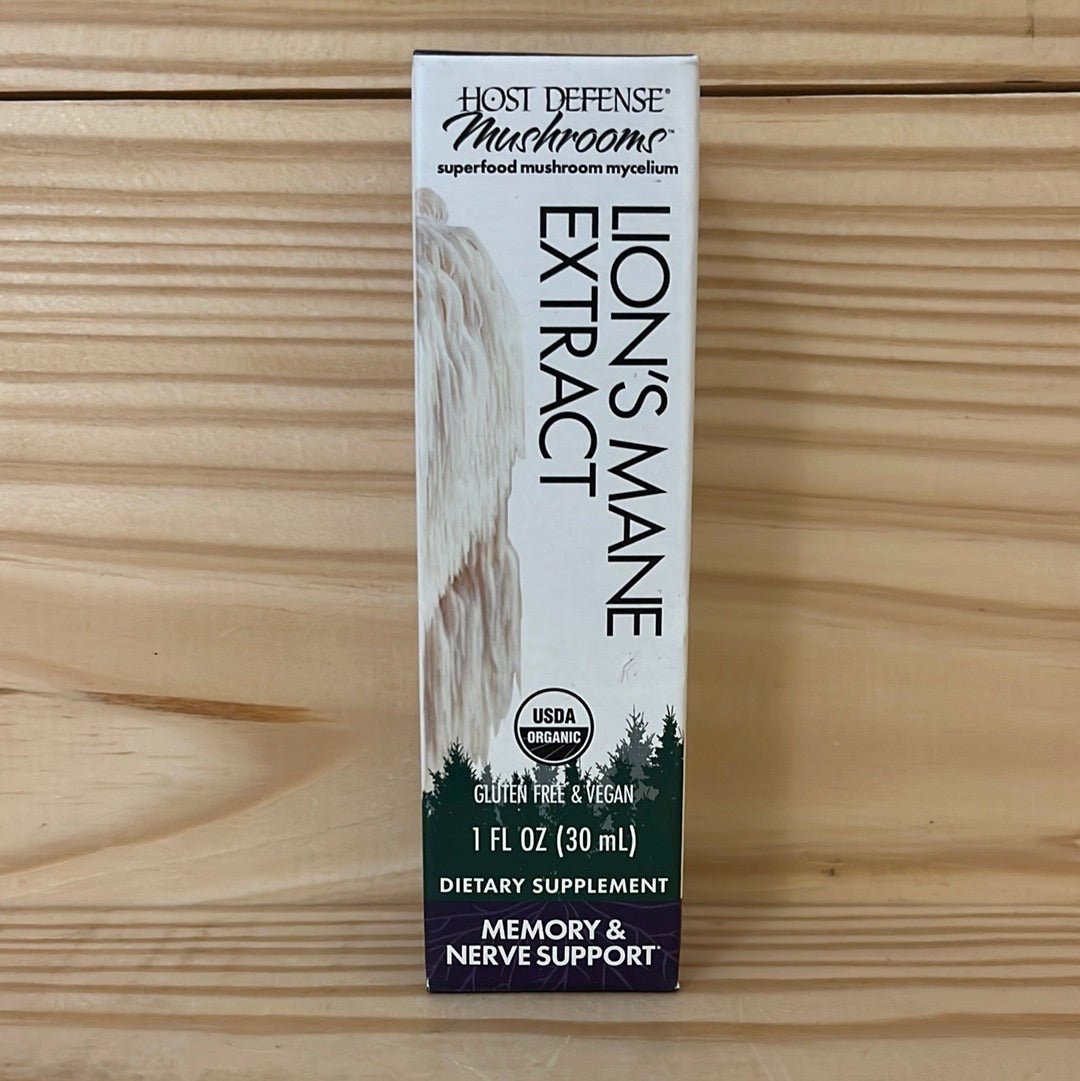 HOST DEFENSE®
Mushrooms™
superfood mushroom mycelium
LION'S MANE
EXTRACT
USDA
ORGANIC
GLUTEN FREE & VEGAN
1 FL OZ (30 mL)
DIETARY SUPPLEMENT
MEMORY &
NERVE SUPPORT*